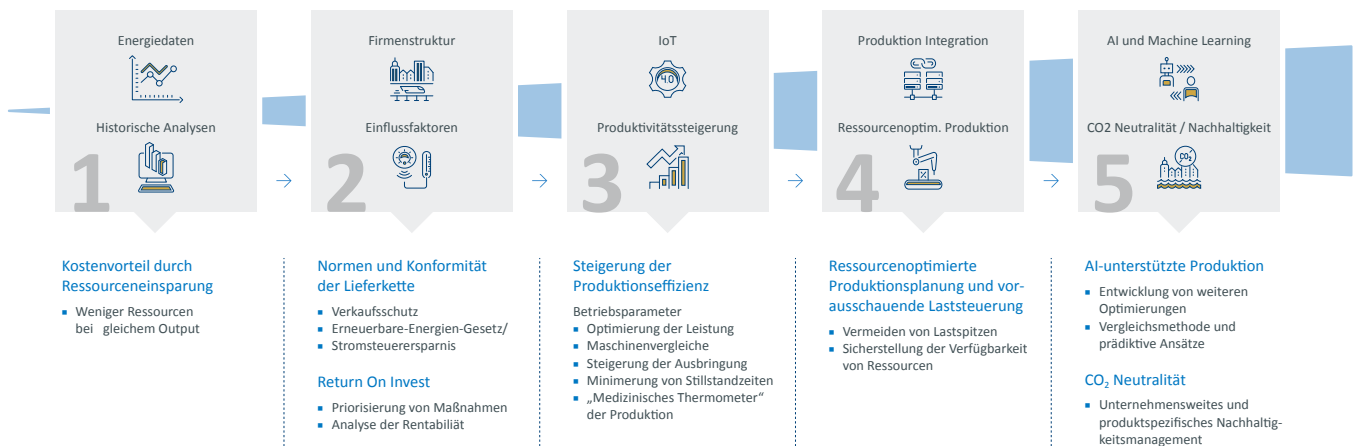 Energiedaten
Historische Analysen
1
Kostenvorteil durch
Ressourceneinsparung
▪ Weniger Ressourcen
bei gleichem Output
Firmenstruktur
Einflussfaktoren
2
Normen und Konformität
der Lieferkette
▪ Verkaufsschutz
▪ Erneuerbare-Energien-Gesetz/
▪ Stromsteuerersparnis
Return On Invest
▪ Priorisierung von Maßnahmen
▪ Analyse der Rentabiliät
IoT
4.0
Produktivitätssteigerung
3
Steigerung der
Produktionseffizienz
Betriebsparameter
▪ Optimierung der Leistung
▪ Maschinenvergleiche
▪ Steigerung der Ausbringung
▪ Minimierung von Stillstandzeiten
▪ „Medizinisches Thermometer“
der Produktion
Produktion Integration
Ressourcenoptim. Produktion
4
Ressourcenoptimierte
Produktionsplanung und vor-
ausschauende Laststeuerung
▪ Vermeiden von Lastspitzen
▪ Sicherstellung der Verfügbarkeit
von Ressourcen
AI und Machine Learning
CO2 Neutralität / Nachhaltigkeit
CO₂
5
AI-unterstützte Produktion
▪ Entwicklung von weiteren
Optimierungen
▪ Vergleichsmethode und
prädiktive Ansätze
CO₂ Neutralität
▪ Unternehmensweites und
produktspezifisches Nachhaltig-
keitsmanagement